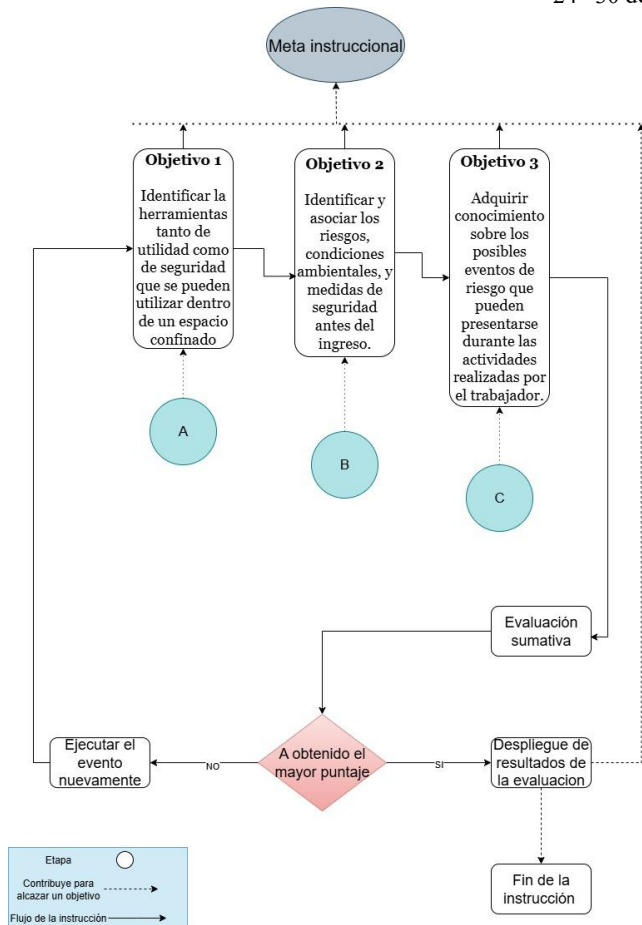 24 - 30 de
Meta instruccional
Objetivo 1
Identificar la
herramientas
tanto de
utilidad como
de seguridad
que se pueden
utilizar dentro
de un espacio
confinado
Objetivo 2
Identificar y
asociar los
riesgos,
condiciones
ambientales, y
medidas de
seguridad
antes del
ingreso.
Objetivo 3
Adquirir
conocimiento
sobre los
posibles
eventos de
riesgo que
pueden
presentarse
durante las
actividades
realizadas por
el trabajador.
A
B
C
Evaluación
sumativa
A obtenido el
mayor puntaje
NO
SI
Ejecutar el
evento
nuevamente
Despliegue de
resultados de
la evaluacion
Fin de la
instrucción
Etapa
Contribuye para
alcazar un objetivo
Flujo de la instrucción